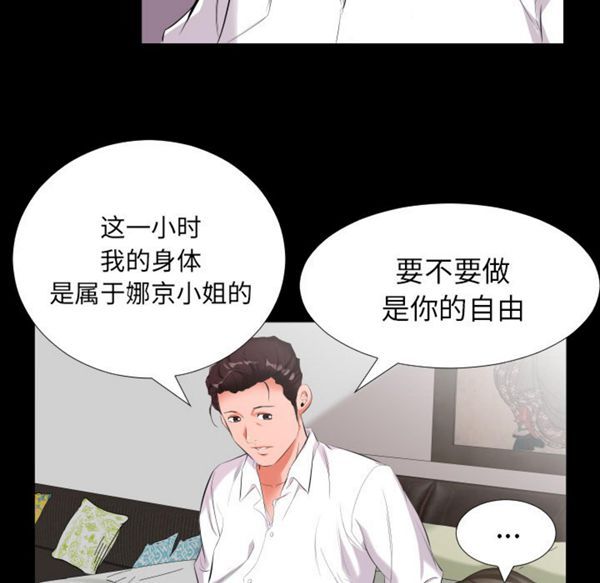 这一小时
我的身体
是属于娜京小姐的
要不要做
是你的自由
...